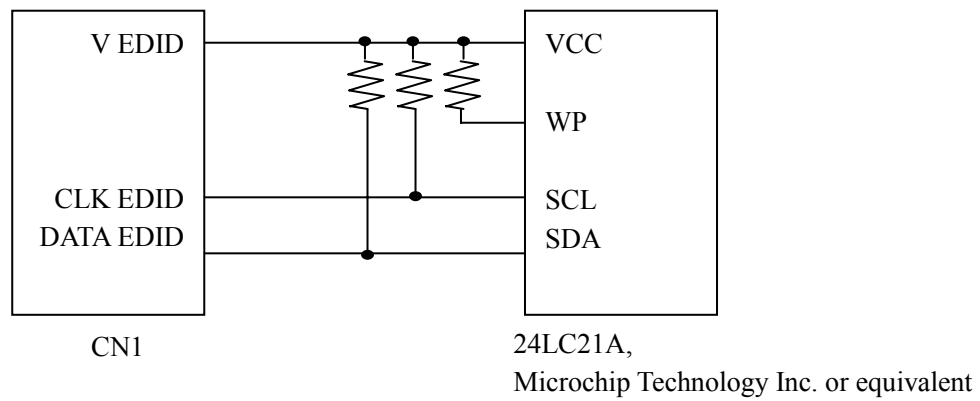 V EDID
VCC
WP
CLK EDID
SCL
DATA EDID
SDA
CN1
24LC21A,
Microchip Technology Inc. or equivalent